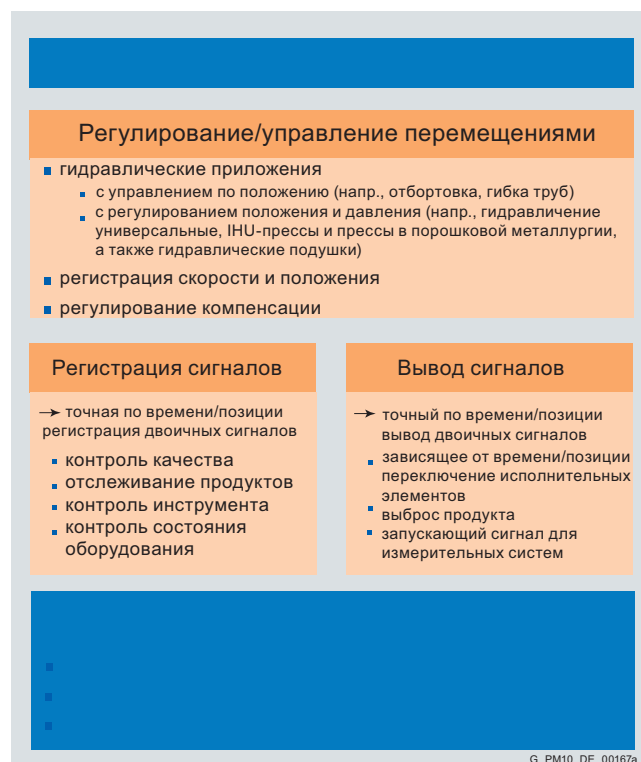 Регулирование/управление перемещениями
гидравлические приложения
с управлением по положению (напр., отбортовка, гибка труб)
с регулированием положения и давления (напр., гидравличение
универсальные, IHU-прессы и прессы в порошковой металлургии,
а также гидравлические подушки)
регистрация скорости и положения
регулирование компенсации
Регистрация сигналов
→ точная по времени/позиции
регистрация двоичных сигналов
контроль качества
отслеживание продуктов
контроль инструмента
контроль состояния
оборудования
Вывод сигналов
→ точный по времени/позиции
вывод двоичных сигналов
зависящее от времени/позиции
переключение исполнительных
элементов
выброс продукта
запускающий сигнал для
измерительных систем
G_PM10_DE_00167a